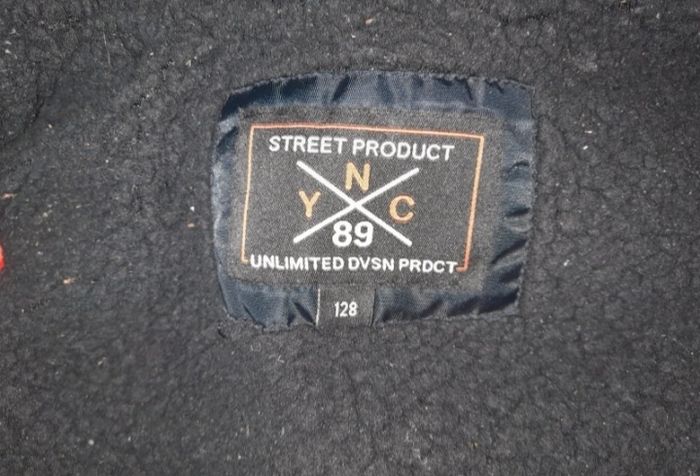 STREET PRODUCT
N
Y C
89
UNLIMITED DVSN PRDCT
128